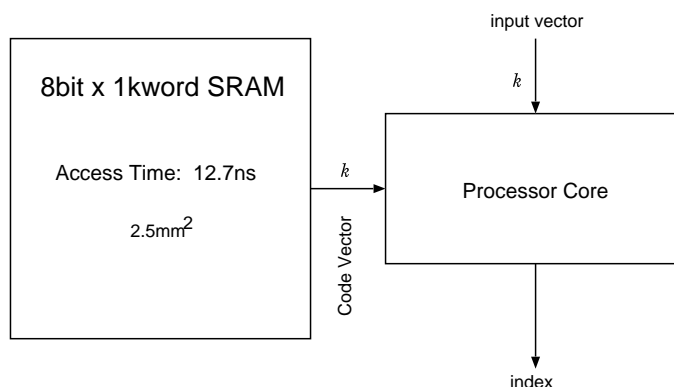 input vector
k
8bit x 1kword SRAM
Access Time: 12.7ns
2.5mm2
k
Code Vector
Processor Core
index